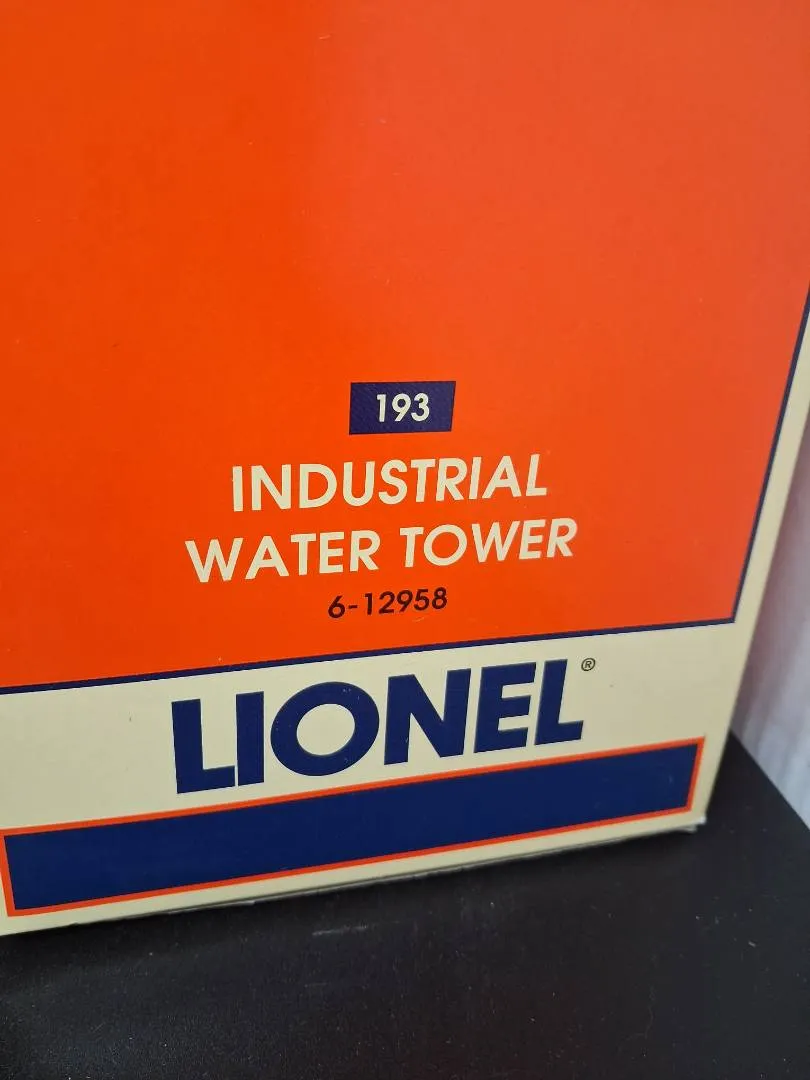 193
INDUSTRIAL
WATER TOWER
6-12958
LIONEL®